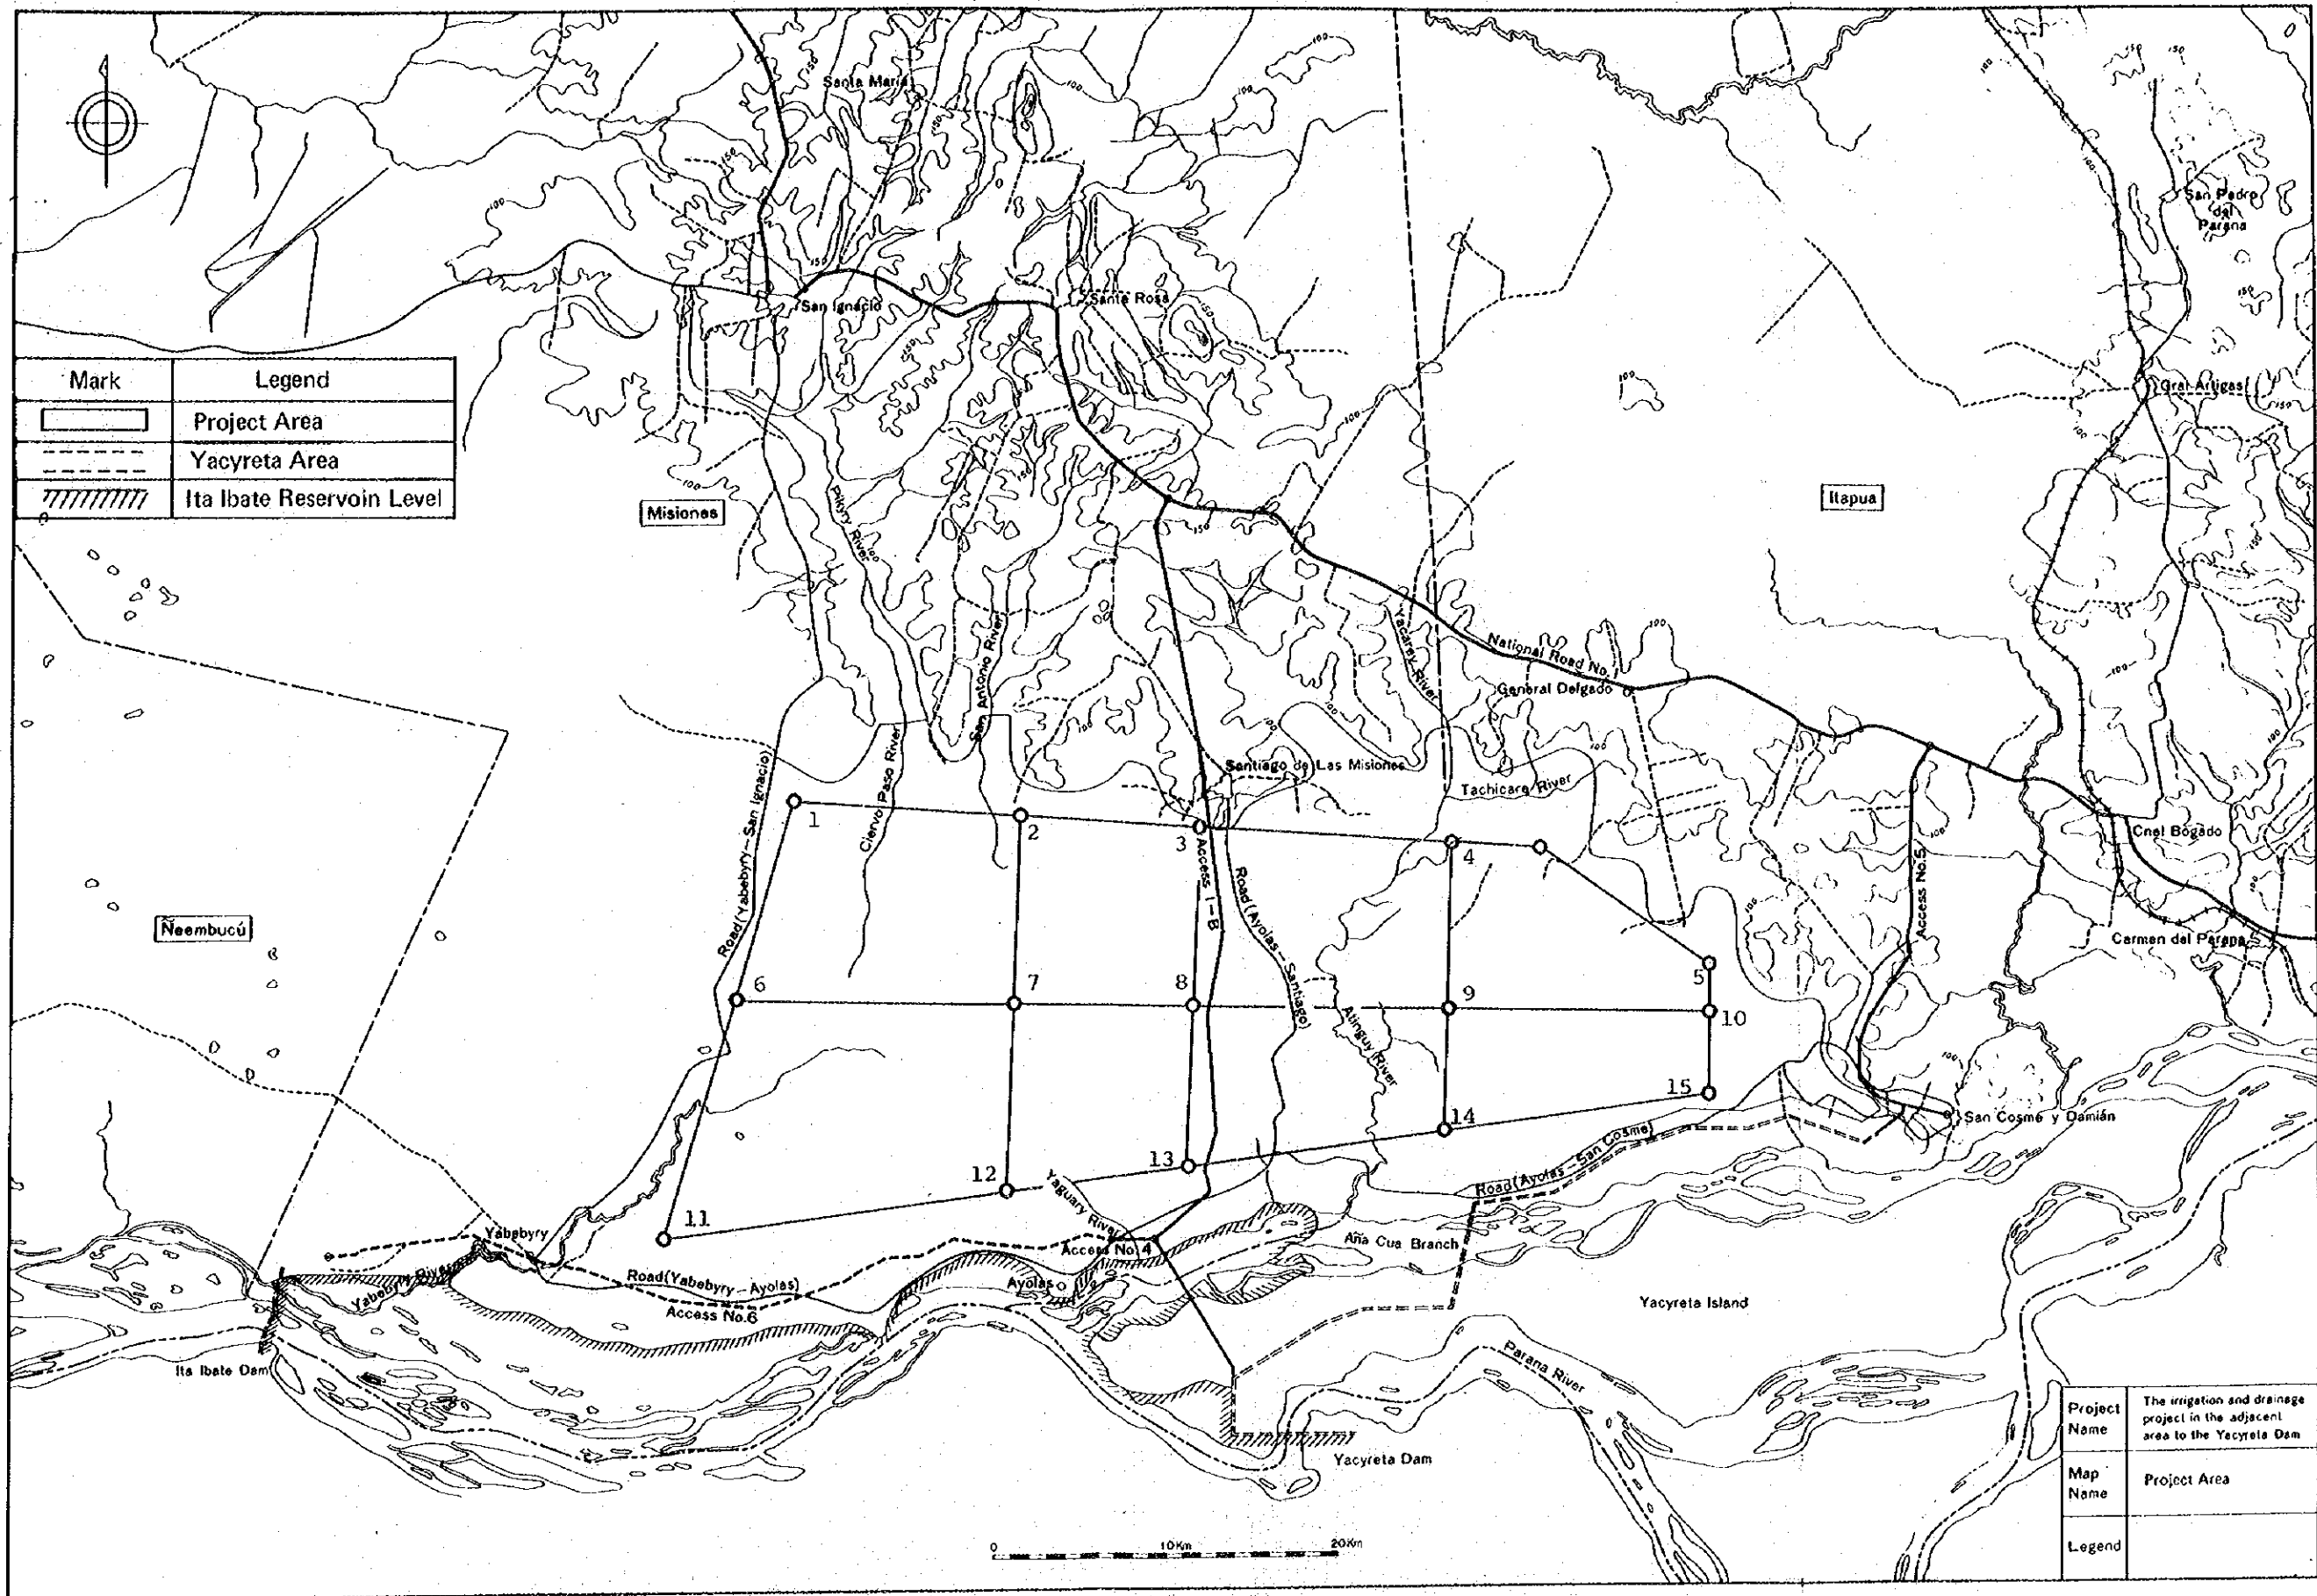 Santa Maria
San Pedro
del
Parana
San Ignacio
Santa Rosa
Mark Legend
Project Area
Yacyreta Area
Ita Ibate Reservoin Level
Gral Artigas
Misiones
Itapua
Pikyry River
San Antonio River
Yacarey River
National Road No.1
General Delgado
Road(Yabebyry-San Ignacio)
Ciervo Paso River
Santiago de Las Misiones
Tachicara River
1
2
3
4
Access 1-B
Road(Ayolas-Santiago)
Cnel Bogado
Access No.5
Ñeembucú
Carmen del Parana
5
6
7
8
9
10
Atinguy River
15
14
San Cosme y Damián
13
12
Yaguary River
Road(Ayolas-San Cosme)
11
Yabebyry
Access No.4
Aña Cua Branch
Yabebyry River
Road(Yabebyry-Ayolas)
Ayolas
Access No.6
Yacyreta Island
Ita Ibate Dam
Parana River
Yacyreta Dam
Project Name
The irrigation and drainage
project in the adjacent
area to the Yacyreta Dam
Map Name
Project Area
Legend
0 10Km 20Km
100
150